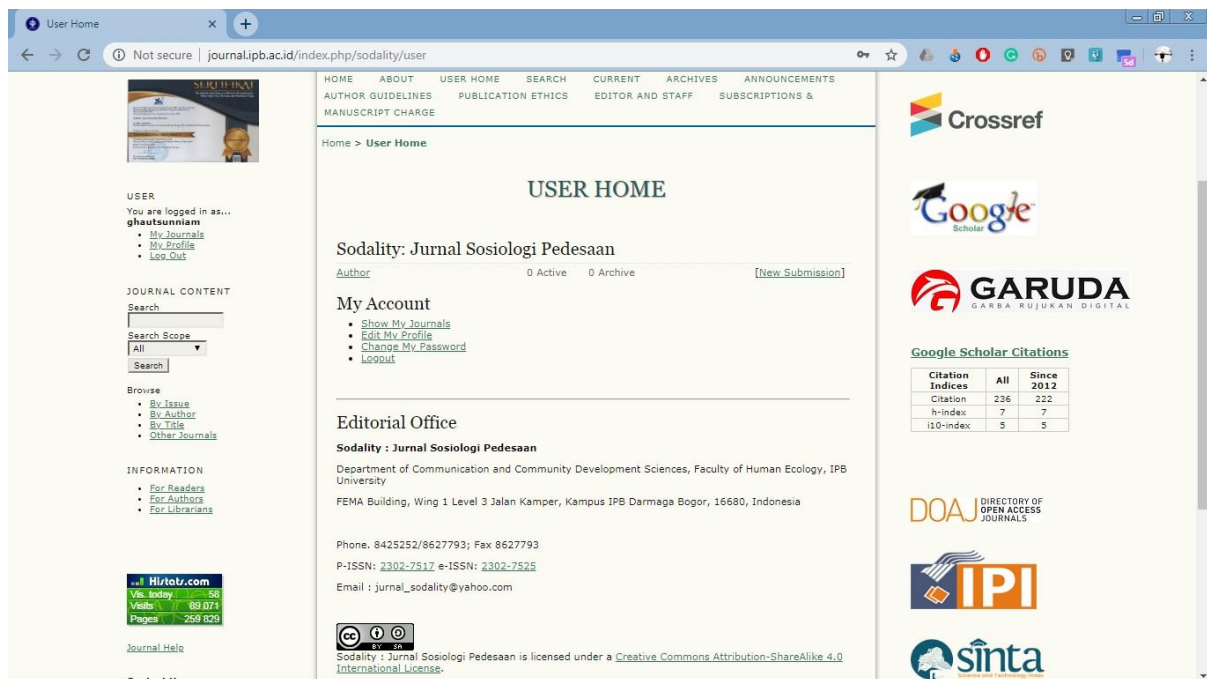 User Home
Not secure | journal.ipb.ac.id/index.php/sodality/user
SERTIFIKAT
USER
You are logged in as...
ghautsunniam
My Journals
My Profile
Log Out
JOURNAL CONTENT
Search
Search Scope
All
Search
Browse
By Issue
By Author
By Title
Other Journals
INFORMATION
For Readers
For Authors
For Librarians
Histats.com
Vis. today 58
Visits 89 071
Pages 259 829
Journal Help
HOME ABOUT USER HOME SEARCH CURRENT ARCHIVES ANNOUNCEMENTS
AUTHOR GUIDELINES PUBLICATION ETHICS EDITOR AND STAFF SUBSCRIPTIONS &
MANUSCRIPT CHARGE
Home > User Home
USER HOME
Sodality: Jurnal Sosiologi Pedesaan
Author 0 Active 0 Archive [New Submission]
My Account
Show My Journals
Edit My Profile
Change My Password
Logout
Editorial Office
Sodality : Jurnal Sosiologi Pedesaan
Department of Communication and Community Development Sciences, Faculty of Human Ecology, IPB
University
FEMA Building, Wing 1 Level 3 Jalan Kamper, Kampus IPB Darmaga Bogor, 16680, Indonesia
Phone. 8425252/8627793; Fax 8627793
P-ISSN: 2302-7517 e-ISSN: 2302-7525
Email : jurnal_sodality@yahoo.com
cc BY SA
Sodality : Jurnal Sosiologi Pedesaan is licensed under a Creative Commons Attribution-ShareAlike 4.0
International License.
Crossref
Google
Scholar
GARUDA
GARBA RUJUKAN DIGITAL
Google Scholar Citations
Citation Indices All Since 2012
Citation 236 222
h-index 7 7
i10-index 5 5
DOAJ DIRECTORY OF
OPEN ACCESS
JOURNALS
IPI
sinta
Science and Technology Index